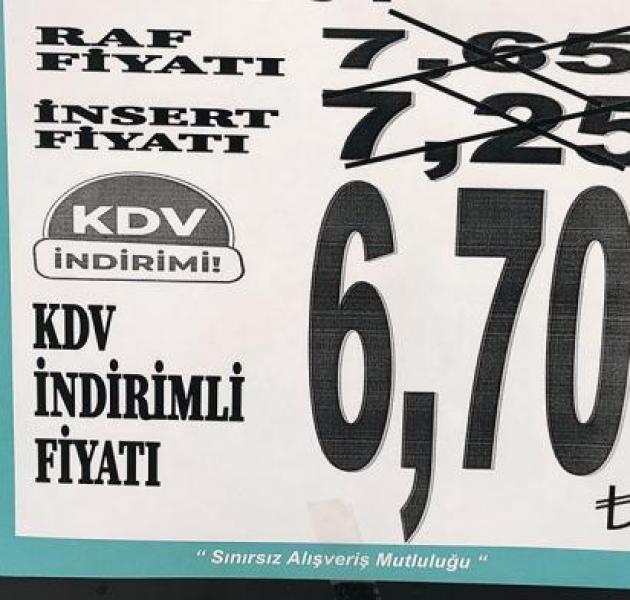 RAF
FİYATI
7,65
İNSERT
FİYATI
7,25
KDV
İNDİRİMİ!
6,70
KDV
İNDİRİMLİ
FİYATI
₺
" Sınırsız Alışveriş Mutluluğu "